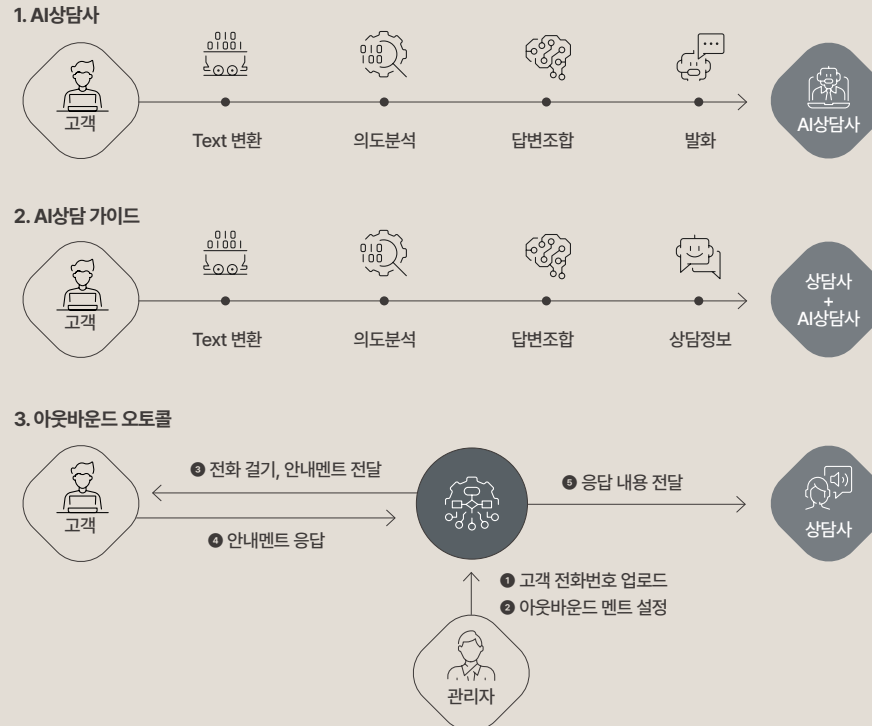 1. AI상담사
010
01001
010
100
고객
Text 변환
의도분석
답변조합
발화
AI상담사
2. AI상담 가이드
010
01001
010
100
고객
Text 변환
의도분석
답변조합
상담정보
상담사
+
AI상담사
3. 아웃바운드 오토콜
고객
❸ 전화 걸기, 안내멘트 전달
❹ 안내멘트 응답
❺ 응답 내용 전달
상담사
❶ 고객 전화번호 업로드
❷ 아웃바운드 멘트 설정
관리자